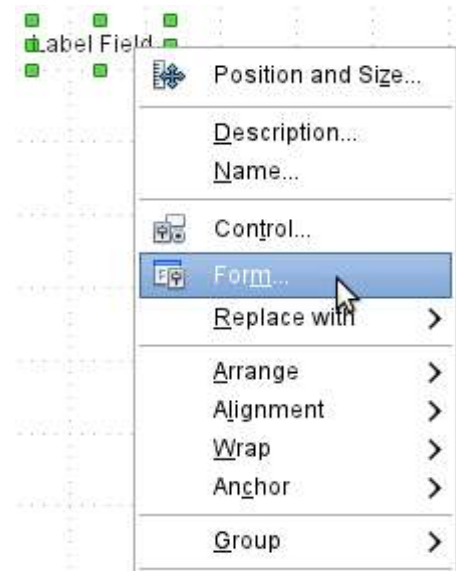 Label Field
Position and Size...
Description...
Name...
Control...
Form...
Replace with
Arrange
Alignment
Wrap
Anchor
Group